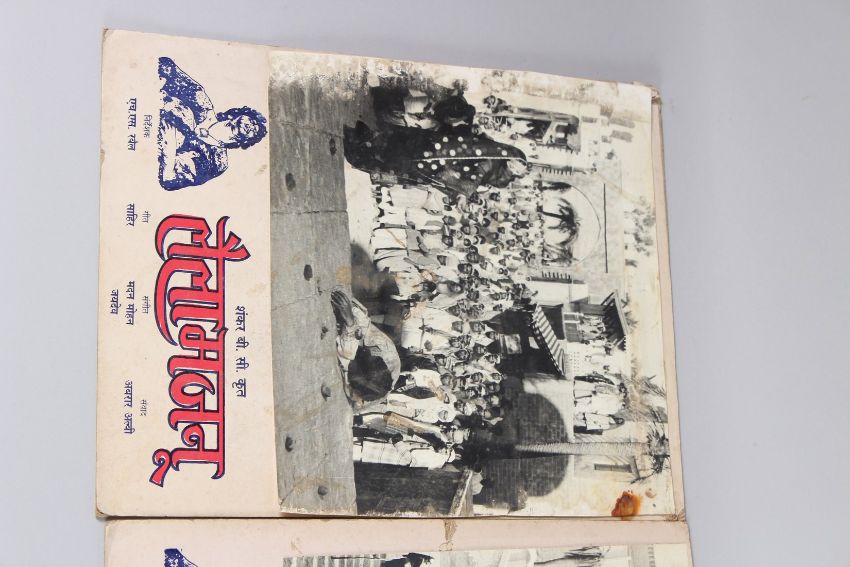 शंकर बी. सी. कृत
लैला मजनू
निर्देशक
एच.एस. रवेल
गीत
साहिर
संगीत
मदन मोहन
जयदेव
संवाद
अबरार अल्वी